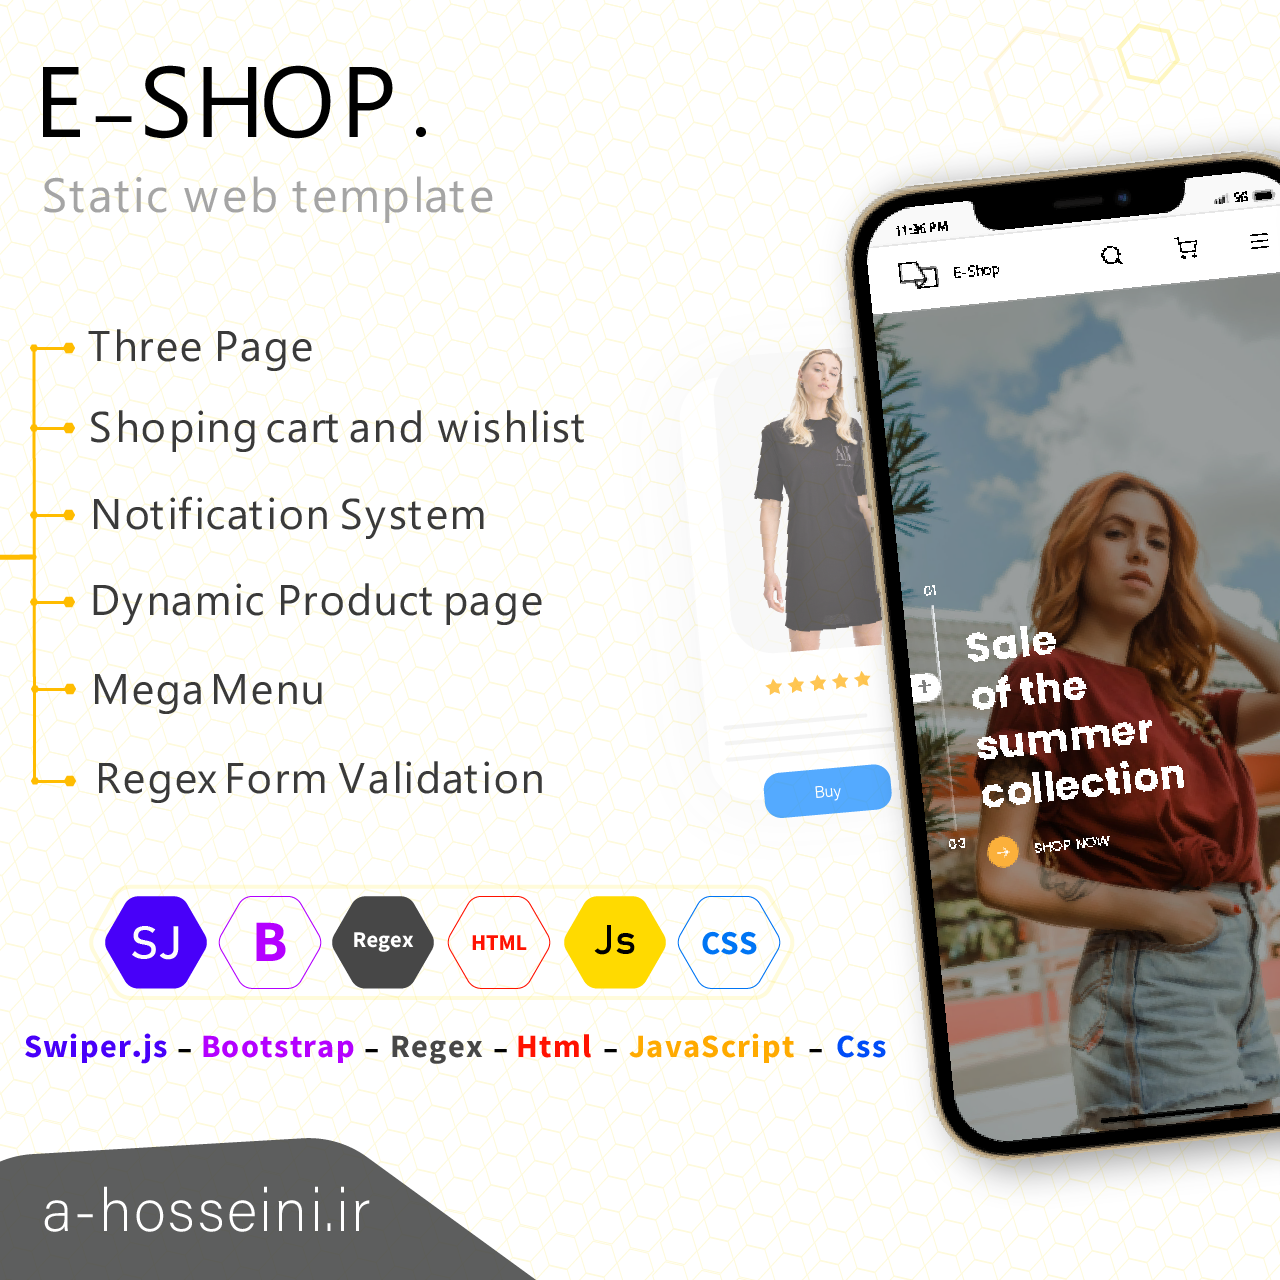 E-SHOP.
Static web template
Three Page
Shoping cart and wishlist
Notification System
Dynamic Product page
Mega Menu
Regex Form Validation
SJ
B
Regex
HTML
Js
CSS
Swiper.js - Bootstrap - Regex - Html - JavaScript - Css
a-hosseini.ir
11:36 PM
5G
E-Shop
01
Sale
of the
summer
collection
03
SHOP NOW
Buy